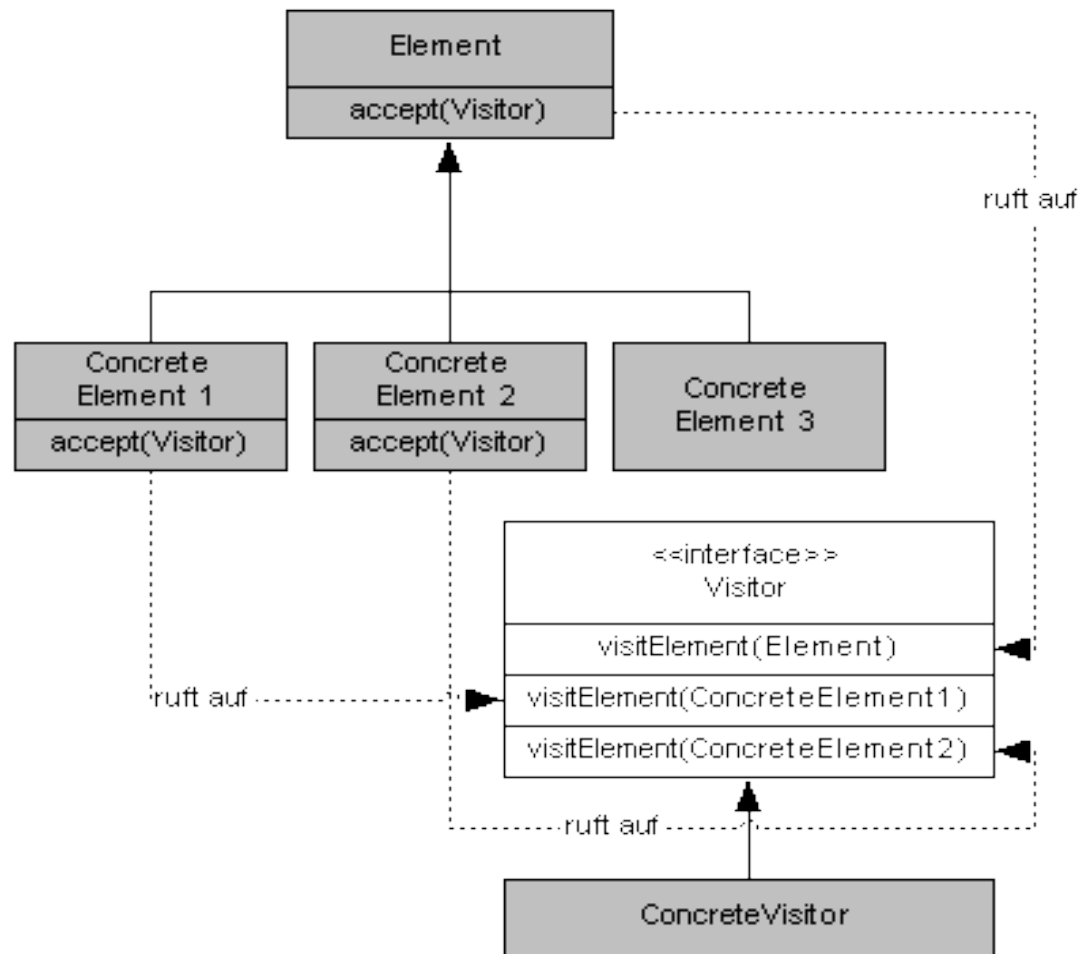 Element
accept(Visitor)
ruft auf
Concrete
Element 1
accept(Visitor)
Concrete
Element 2
accept(Visitor)
Concrete
Element 3
<<interface>>
Visitor
visitElement(Element)
visitElement(ConcreteElement1)
visitElement(ConcreteElement2)
ruft auf
ruft auf
ConcreteVisitor